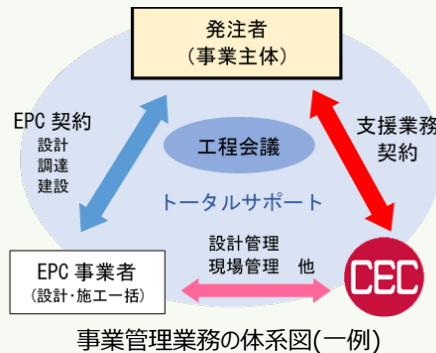 発注者
（事業主体）
EPC 契約
設計
調達
建設
工程会議
支援業務
契約
トータルサポート
設計管理
現場管理　他
EPC 事業者
（設計・施工一括）
CEC
事業管理業務の体系図(一例)